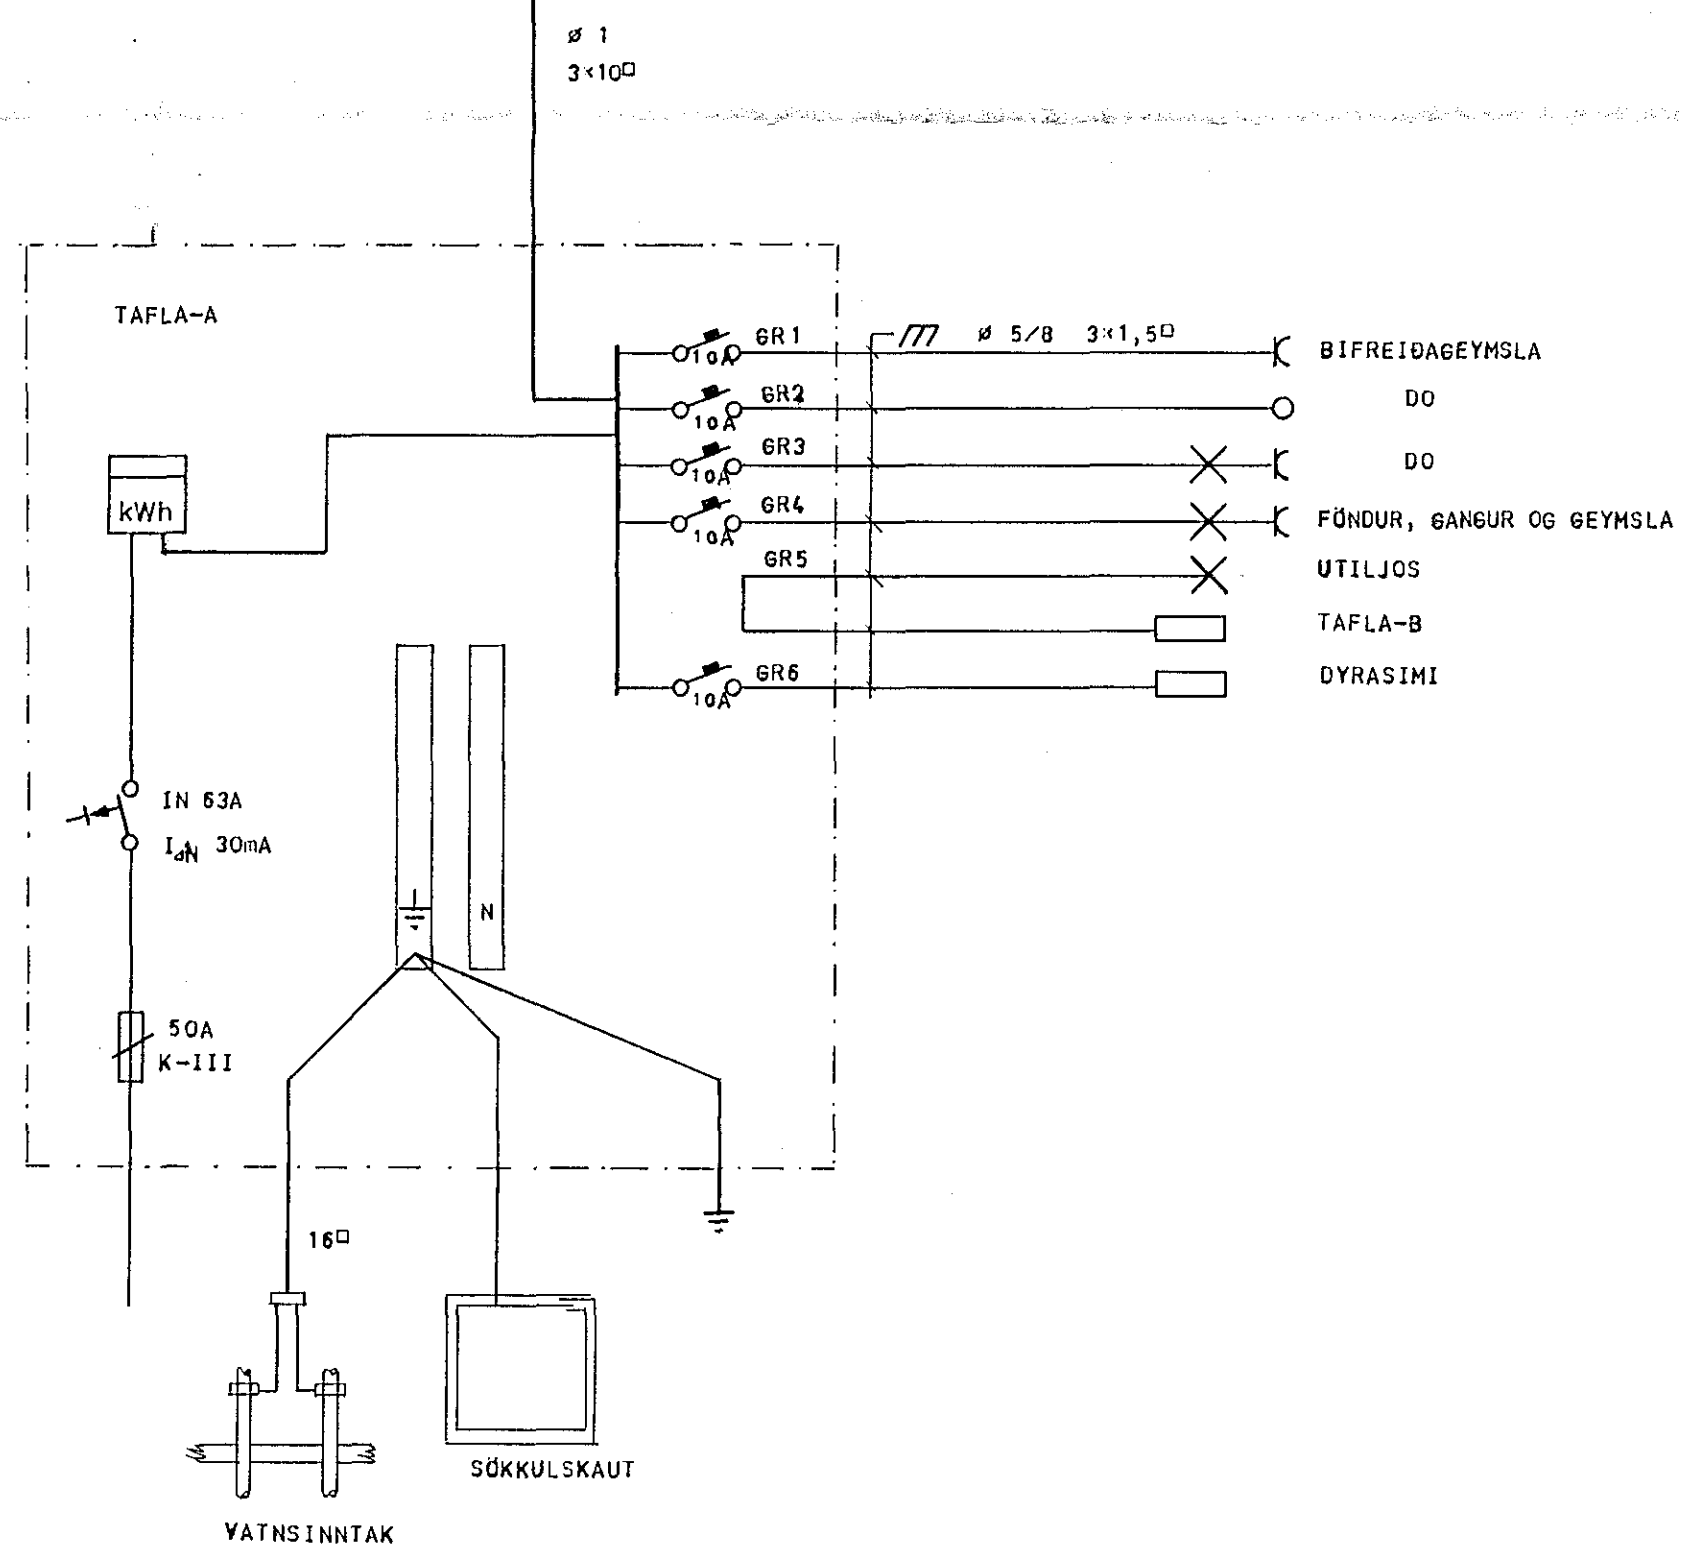 ø 1
3×10□
TAFLA-A
GR1
10A
ø 5/8 3×1,5□
BIFREIÐAGEYMSLA
GR2
10A
DO
GR3
10A
DO
GR4
10A
FÖNDUR, GANGUR OG GEYMSLA
GR5
UTILJOS
TAFLA-B
GR6
10A
DYRASIMI
kWh
IN 63A
I∆N 30mA
N
50A
K-III
16□
SÖKKULSKAUT
VATNSINNTAK